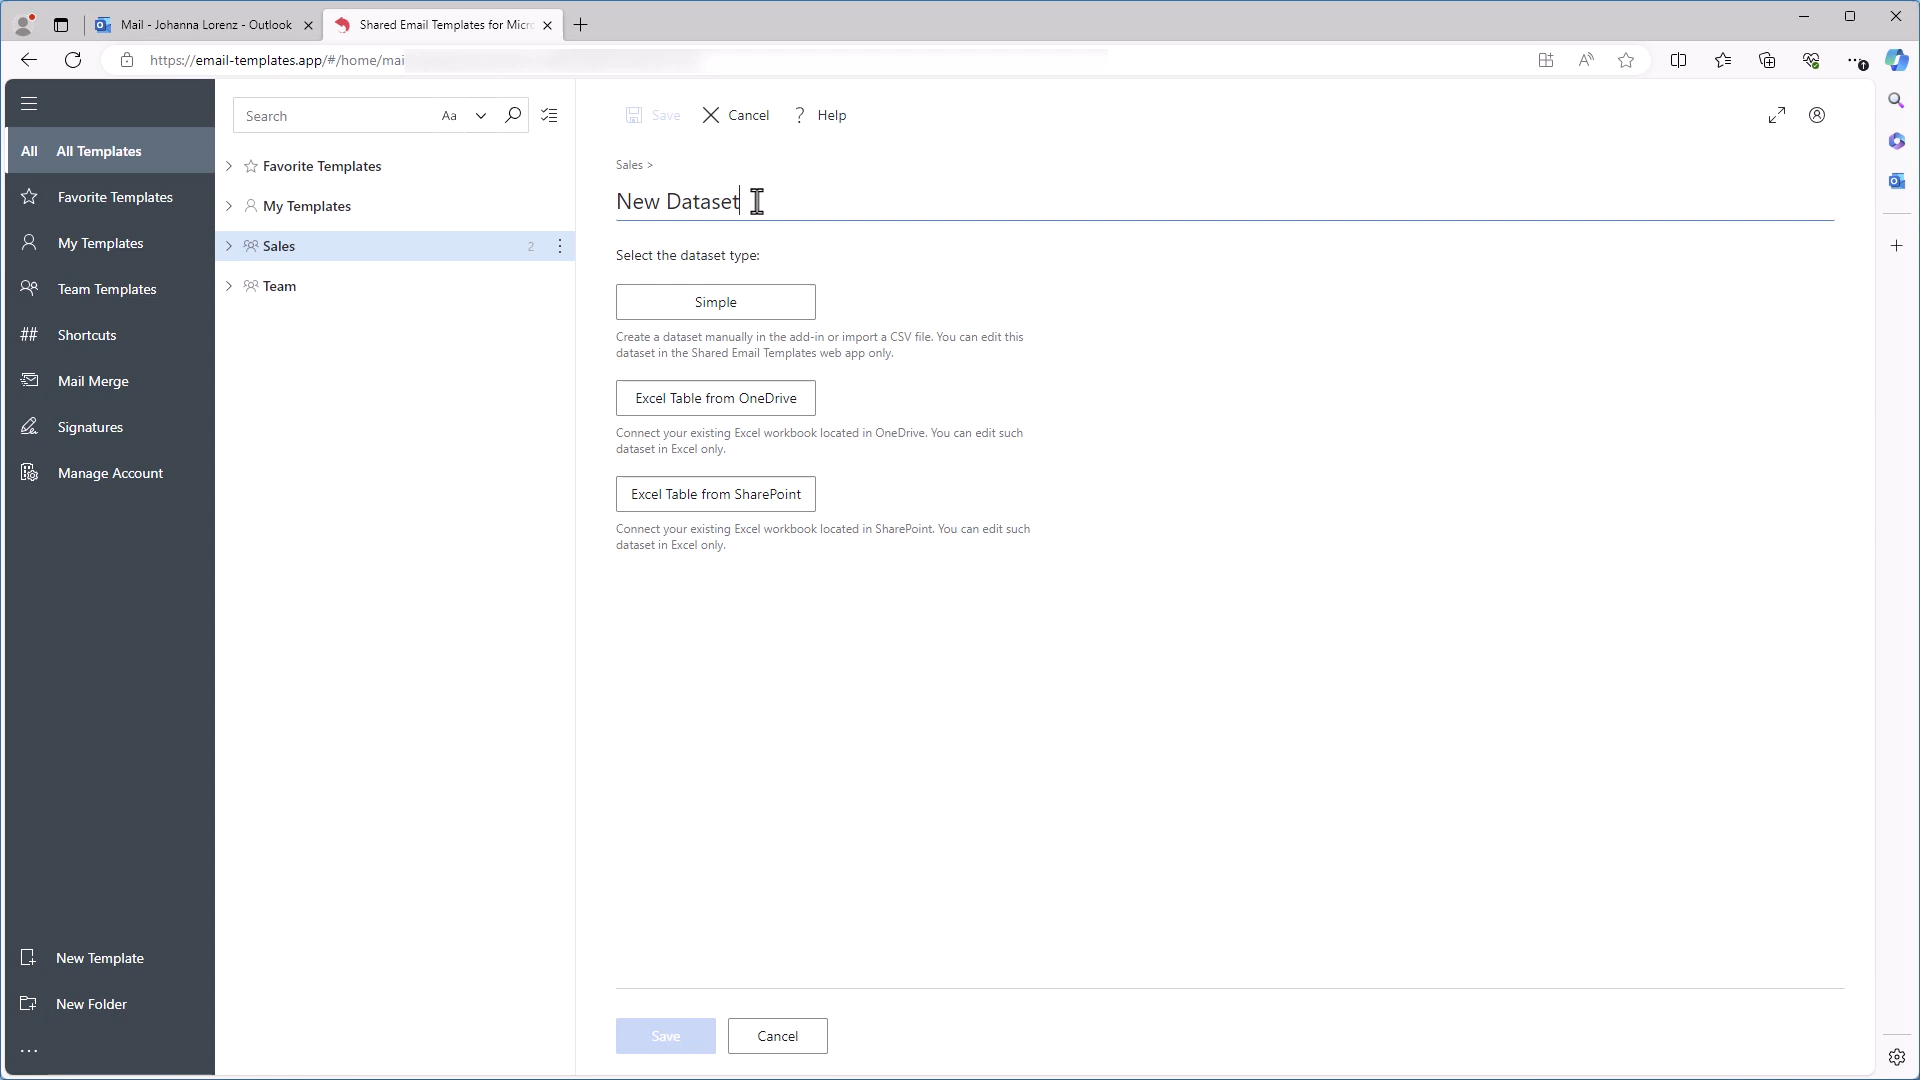 Mail - Johanna Lorenz - Outlook
Shared Email Templates for Micr
https://email-templates.app/#/home/mai
All All Templates
Favorite Templates
My Templates
Team Templates
## Shortcuts
Mail Merge
Signatures
Manage Account
New Template
New Folder
...
Search Aa
Favorite Templates
My Templates
Sales 2
Team
Save Cancel ? Help
Sales >
New Dataset
Select the dataset type:
Simple
Create a dataset manually in the add-in or import a CSV file. You can edit this
dataset in the Shared Email Templates web app only.
Excel Table from OneDrive
Connect your existing Excel workbook located in OneDrive. You can edit such
dataset in Excel only.
Excel Table from SharePoint
Connect your existing Excel workbook located in SharePoint. You can edit such
dataset in Excel only.
Save Cancel